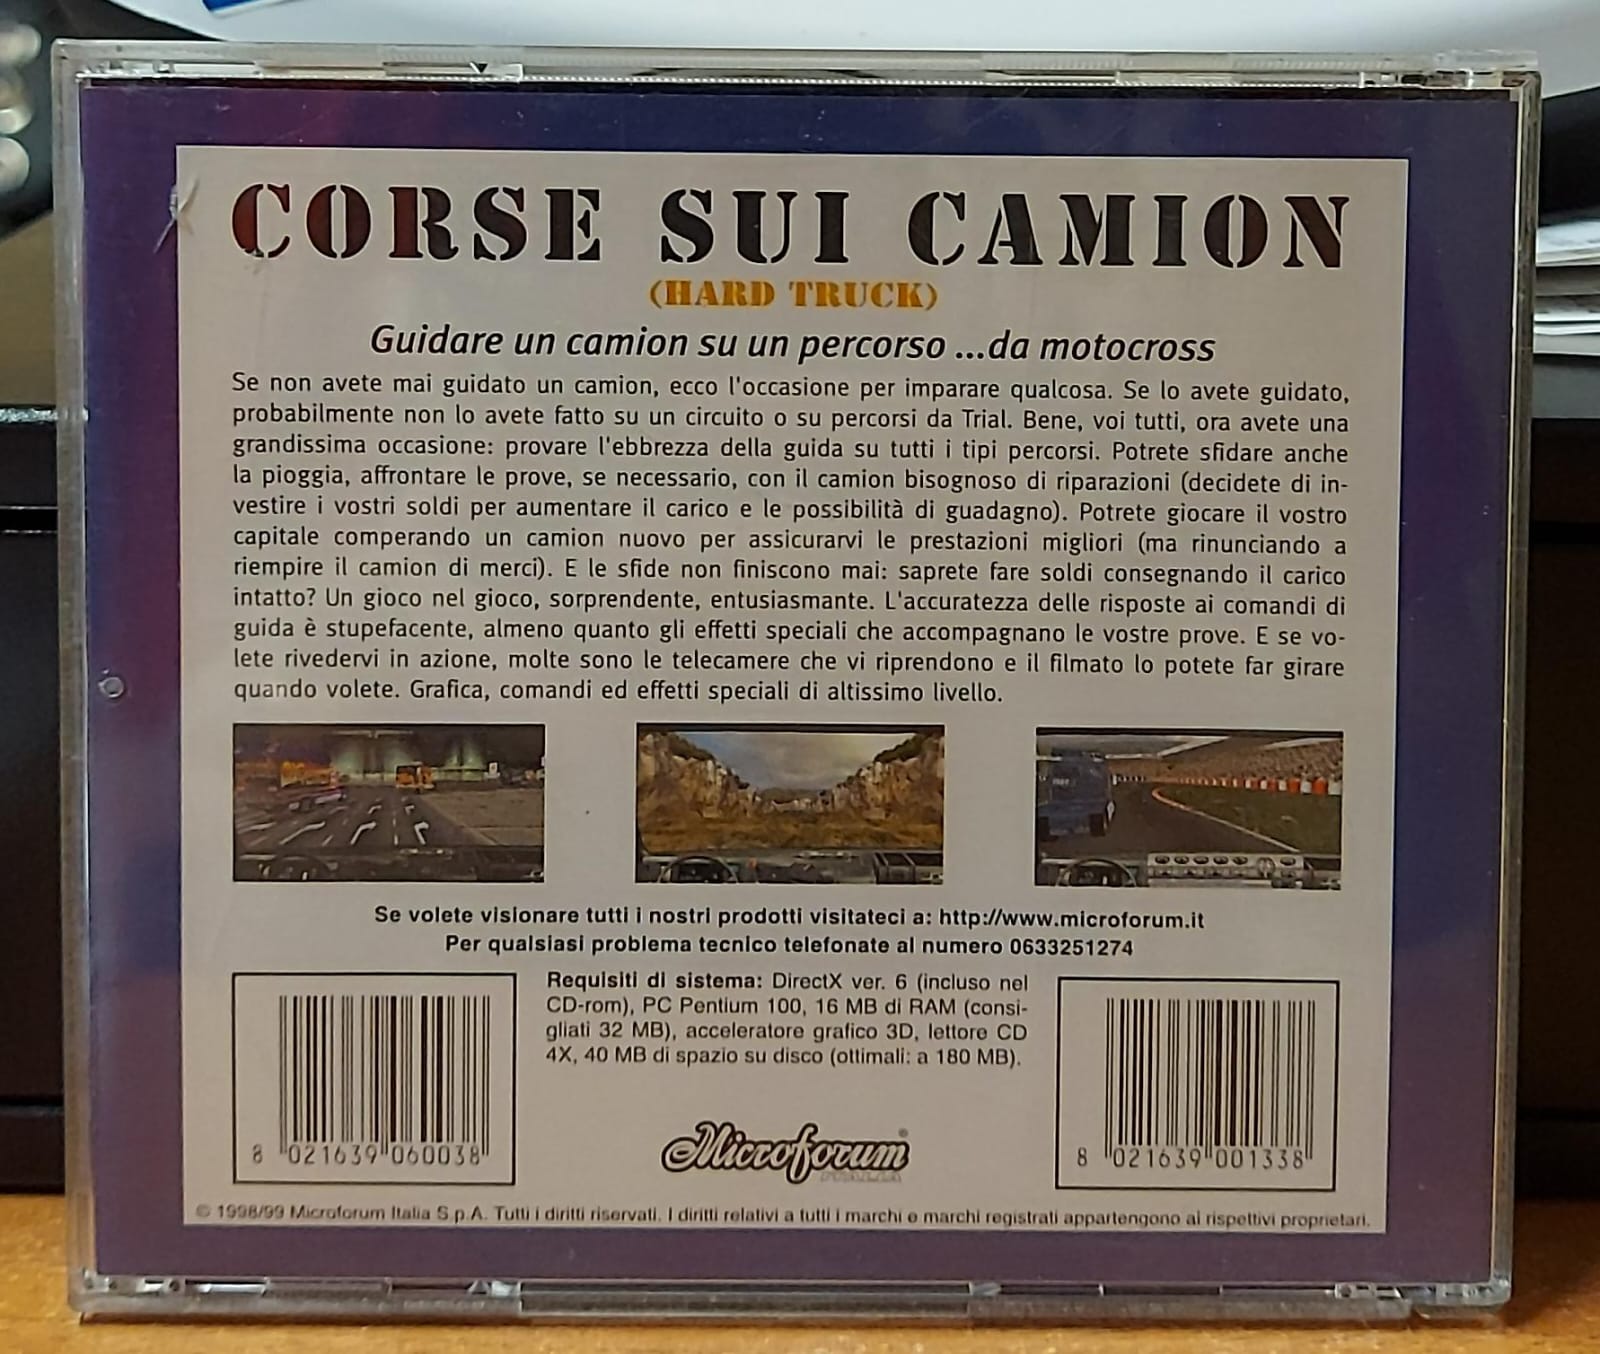 CORSE SUI CAMION
(HARD TRUCK)
Guidare un camion su un percorso ...da motocross
Se non avete mai guidato un camion, ecco l'occasione per imparare qualcosa. Se lo avete guidato,
probabilmente non lo avete fatto su un circuito o su percorsi da Trial. Bene, voi tutti, ora avete una
grandissima occasione: provare l'ebbrezza della guida su tutti i tipi percorsi. Potrete sfidare anche
la pioggia, affrontare le prove, se necessario, con il camion bisognoso di riparazioni (decidete di in-
vestire i vostri soldi per aumentare il carico e le possibilità di guadagno). Potrete giocare il vostro
capitale comperando un camion nuovo per assicurarvi le prestazioni migliori (ma rinunciando a
riempire il camion di merci). E le sfide non finiscono mai: saprete fare soldi consegnando il carico
intatto? Un gioco nel gioco, sorprendente, entusiasmante. L'accuratezza delle risposte ai comandi di
guida è stupefacente, almeno quanto gli effetti speciali che accompagnano le vostre prove. E se vo-
lete rivedervi in azione, molte sono le telecamere che vi riprendono e il filmato lo potete far girare
quando volete. Grafica, comandi ed effetti speciali di altissimo livello.
Se volete visionare tutti i nostri prodotti visitateci a: http://www.microforum.it
Per qualsiasi problema tecnico telefonate al numero 0633251274
Requisiti di sistema: DirectX ver. 6 (incluso nel
CD-rom), PC Pentium 100, 16 MB di RAM (consi-
gliati 32 MB), acceleratore grafico 3D, lettore CD
4X, 40 MB di spazio su disco (ottimali: a 180 MB).
8 021639 060038
Microforum®
ITALIA
8 021639 001338
© 1998/99 Microforum Italia S.p.A. Tutti i diritti riservati. I diritti relativi a tutti i marchi e marchi registrati appartengono ai rispettivi proprietari.